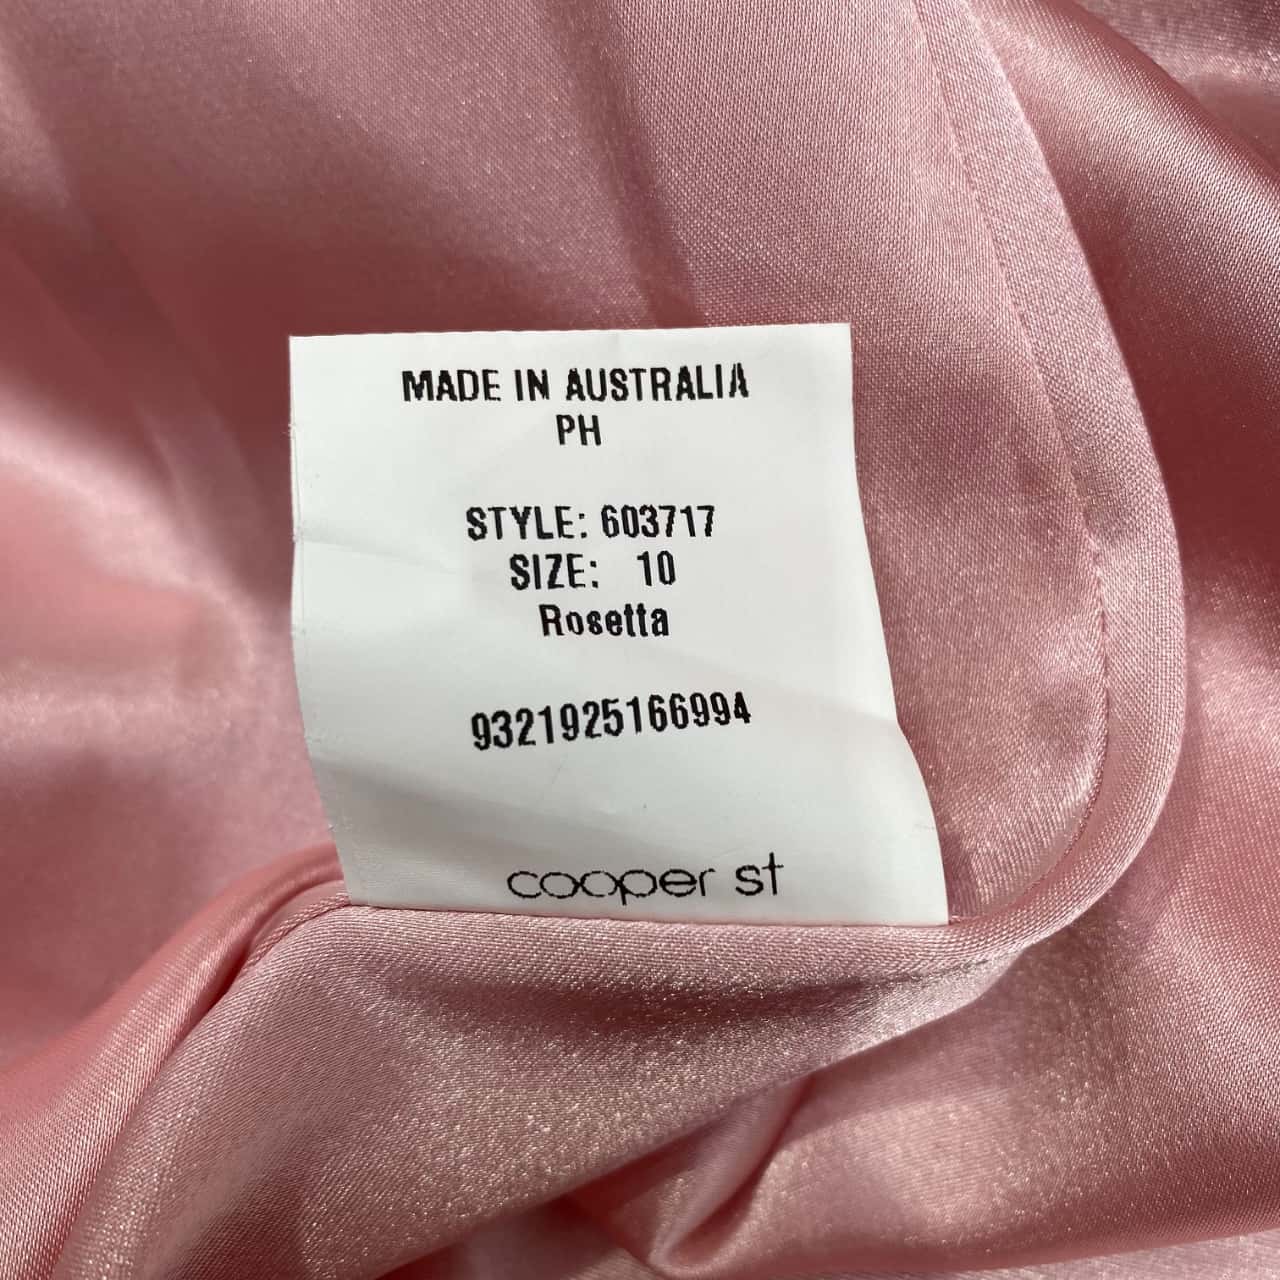 MADE IN AUSTRALIA
PH
STYLE: 603717
SIZE: 10
Rosetta
9321925166994
cooper st